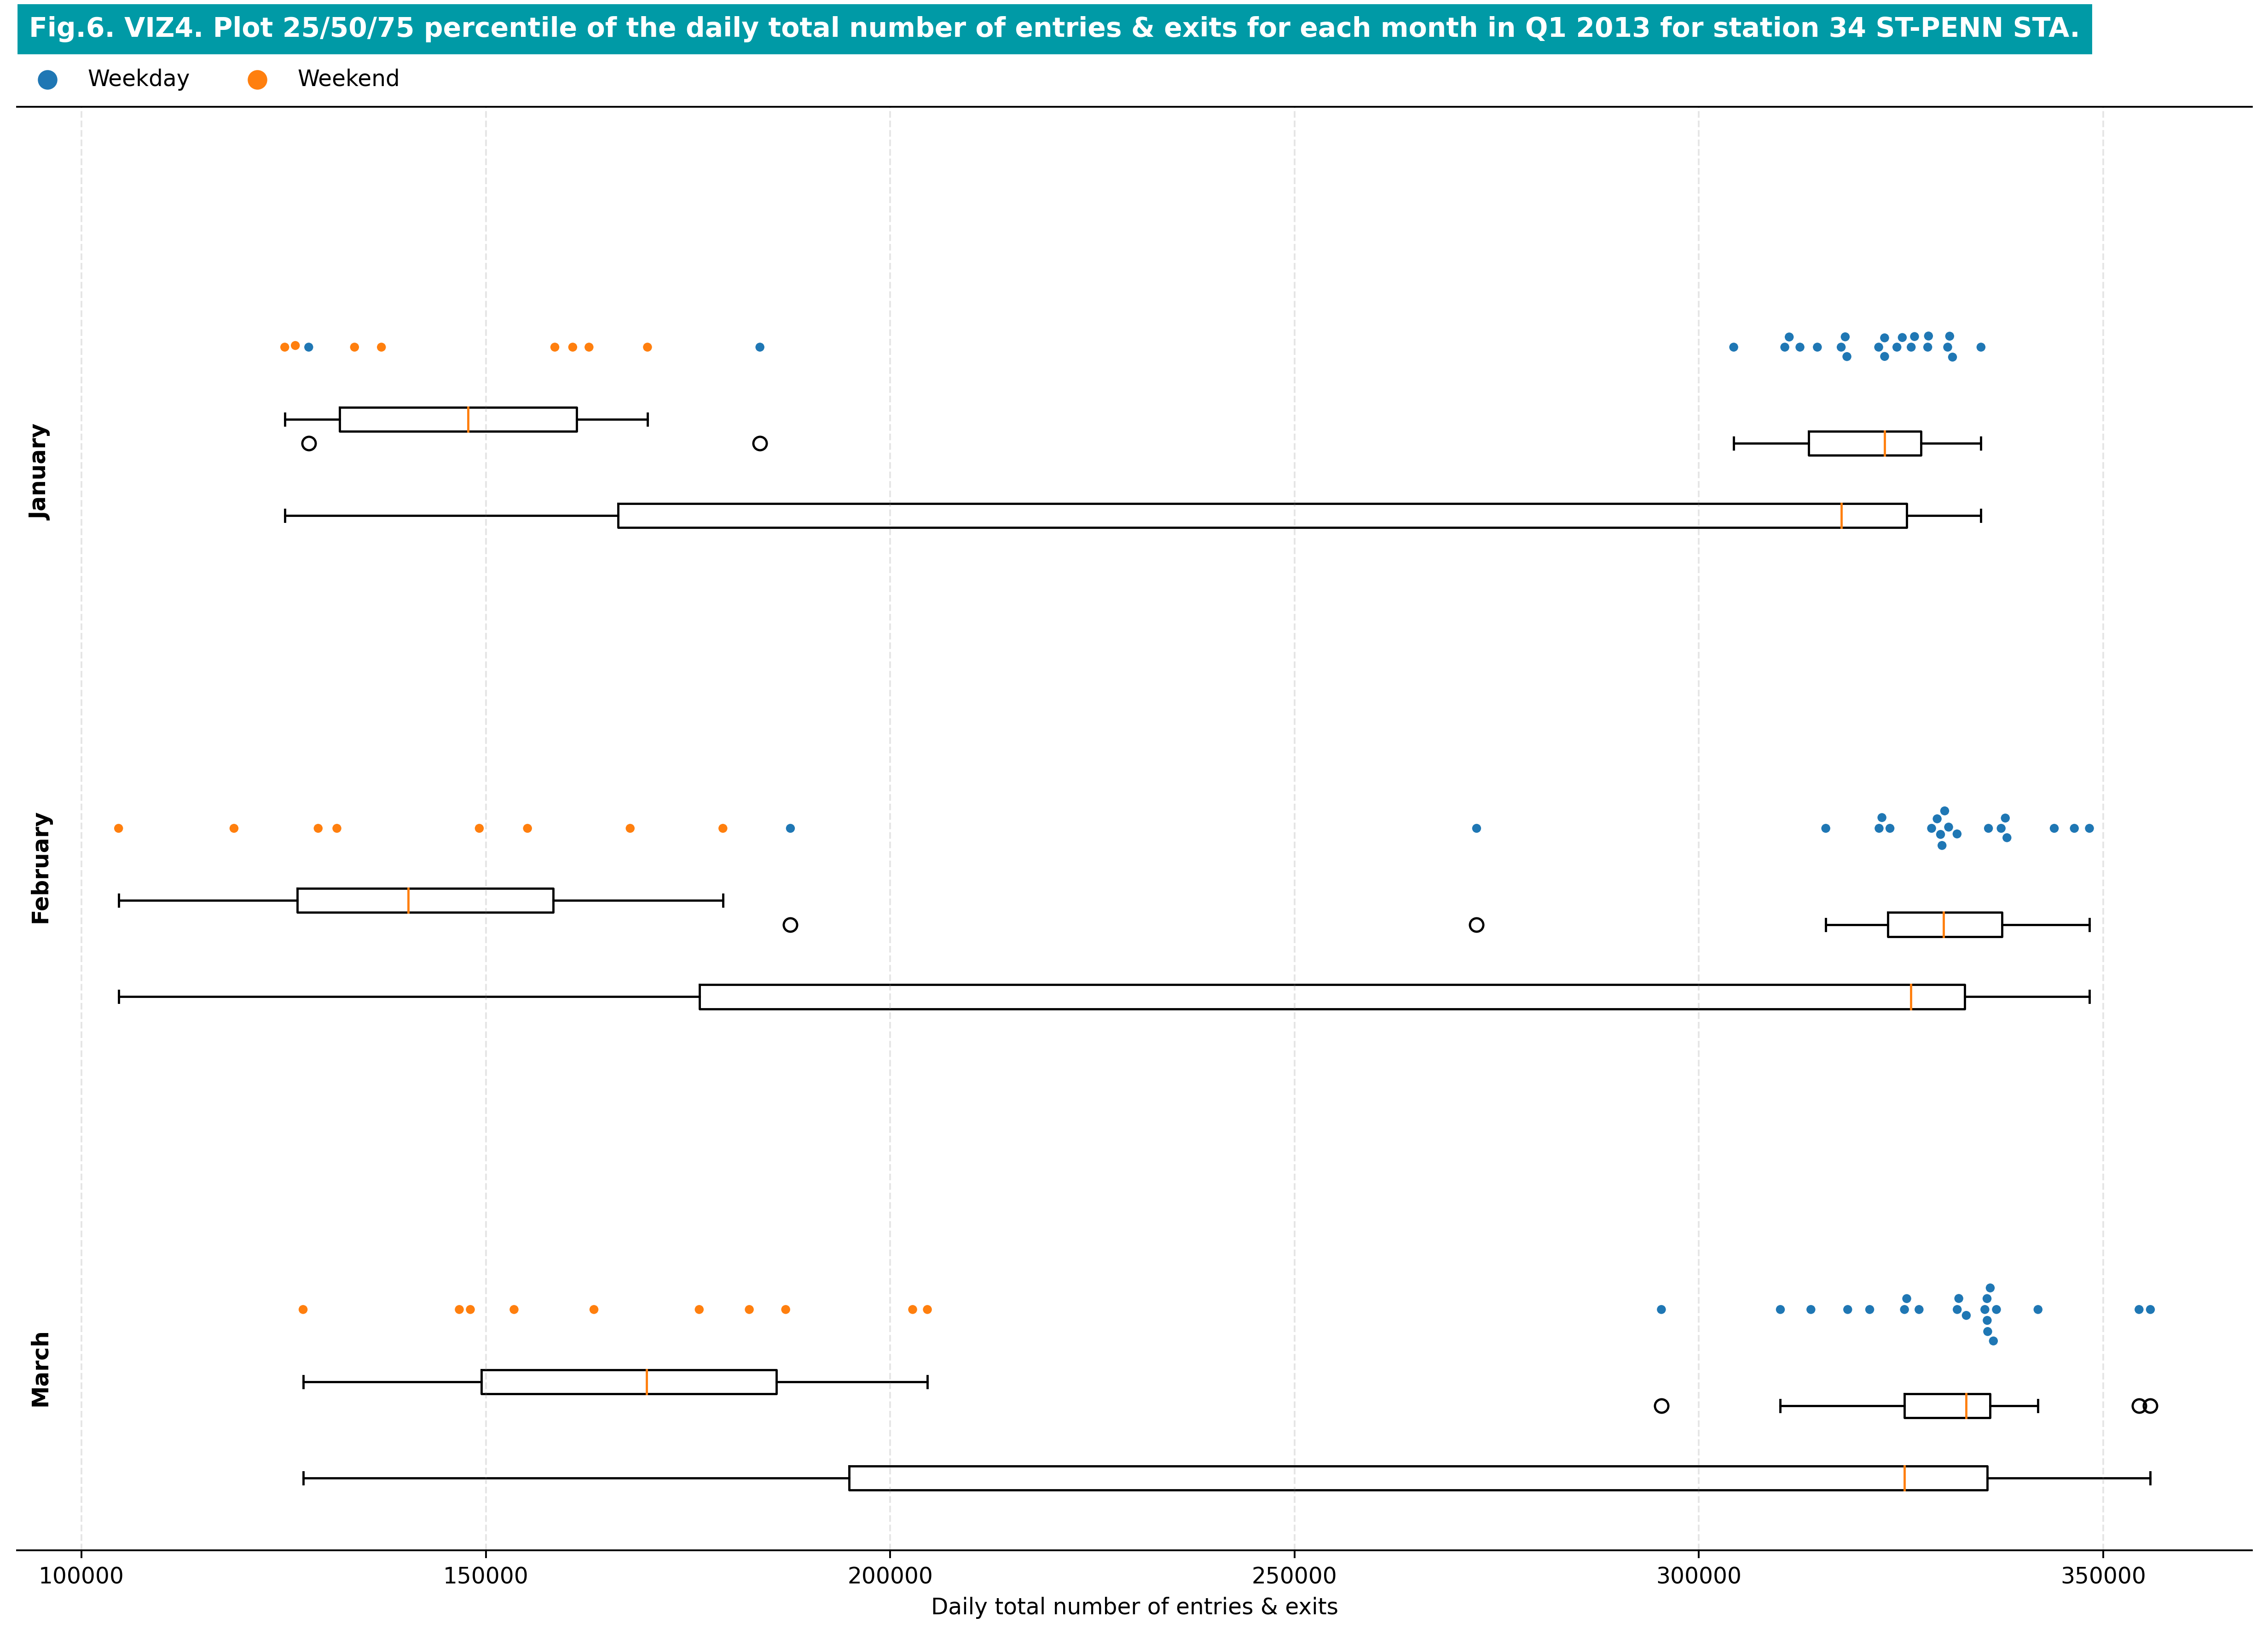 Fig.6. VIZ4. Plot 25/50/75 percentile of the daily total number of entries & exits for each month in Q1 2013 for station 34 ST-PENN STA.
Weekday
Weekend
January
February
March
100000
150000
200000
250000
300000
350000
Daily total number of entries & exits